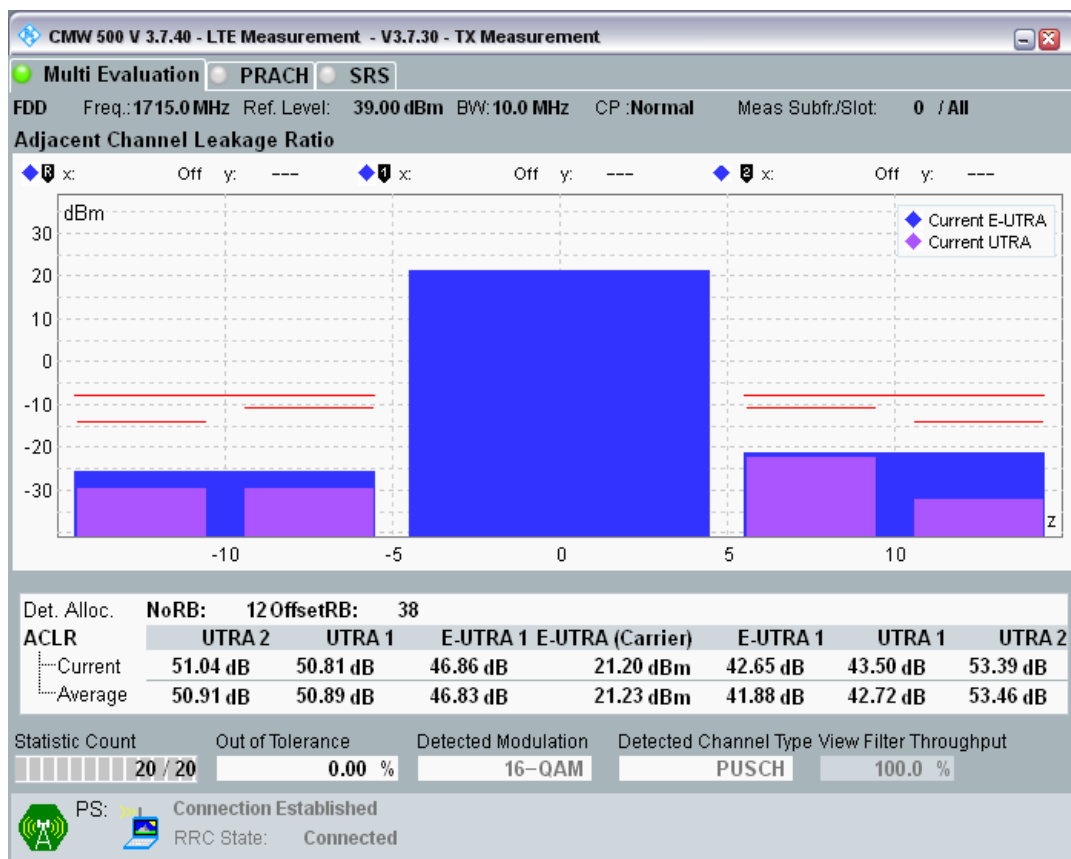 CMW 500 V 3.7.40 - LTE Measurement - V3.7.30 - TX Measurement
Multi Evaluation PRACH SRS
FDD Freq.: 1715.0 MHz Ref. Level: 39.00 dBm BW: 10.0 MHz CP :Normal Meas Subfr./Slot: 0 / All
Adjacent Channel Leakage Ratio
R x: Off y: --- 1 x: Off y: --- 2 x: Off y: ---
dBm
Current E-UTRA
Current UTRA
30
20
10
0
-10
-20
-30
z
-10 -5 0 5 10
Det. Alloc. NoRB: 12 OffsetRB: 38
ACLR UTRA 2 UTRA 1 E-UTRA 1 E-UTRA (Carrier) E-UTRA 1 UTRA 1 UTRA 2
Current 51.04 dB 50.81 dB 46.86 dB 21.20 dBm 42.65 dB 43.50 dB 53.39 dB
Average 50.91 dB 50.89 dB 46.83 dB 21.23 dBm 41.88 dB 42.72 dB 53.46 dB
Statistic Count Out of Tolerance Detected Modulation Detected Channel Type View Filter Throughput
20 / 20 0.00 % 16-QAM PUSCH 100.0 %
PS: Connection Established
RRC State: Connected